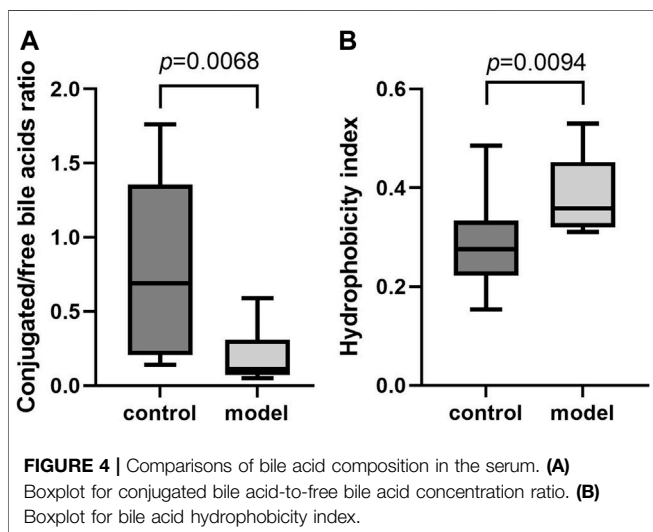 A
p=0.0068
Conjugated/free bile acids ratio
2.0
1.5
1.0
0.5
0.0
control model
B
p=0.0094
Hydrophobicity index
0.6
0.4
0.2
0.0
control model
FIGURE 4 | Comparisons of bile acid composition in the serum. (A)
Boxplot for conjugated bile acid-to-free bile acid concentration ratio. (B)
Boxplot for bile acid hydrophobicity index.